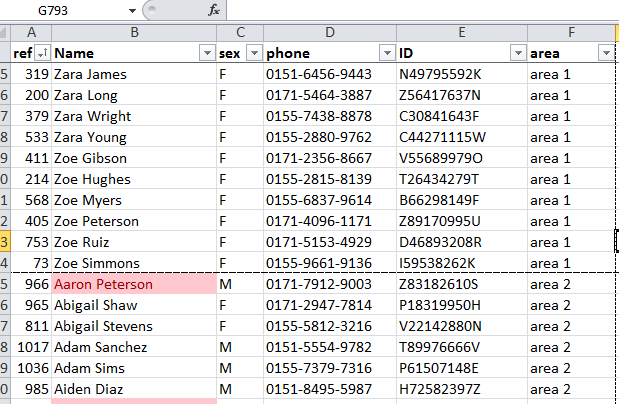 G793 fx
A B C D E F
ref Name sex phone ID area
5 319 Zara James F 0151-6456-9443 N49795592K area 1
6 200 Zara Long F 0171-5464-3887 Z56417637N area 1
7 379 Zara Wright F 0155-7438-8878 C30841643F area 1
8 533 Zara Young F 0155-2880-9762 C44271115W area 1
9 411 Zoe Gibson F 0171-2356-8667 V55689979O area 1
0 214 Zoe Hughes F 0155-2815-8139 T26434279T area 1
1 568 Zoe Myers F 0155-6837-9614 B66298149F area 1
2 405 Zoe Peterson F 0171-4096-1171 Z89170995U area 1
3 753 Zoe Ruiz F 0171-5153-4929 D46893208R area 1
4 73 Zoe Simmons F 0155-9661-9136 I59538262K area 1
5 966 Aaron Peterson M 0171-7912-9003 Z83182610S area 2
6 965 Abigail Shaw F 0171-2947-7814 P18319950H area 2
7 811 Abigail Stevens F 0155-5812-3216 V22142880N area 2
8 1017 Adam Sanchez M 0151-5554-9782 T89976666V area 2
9 1036 Adam Sims M 0155-7379-7316 P61507148E area 2
0 985 Aiden Diaz M 0151-8495-5987 H72582397Z area 2